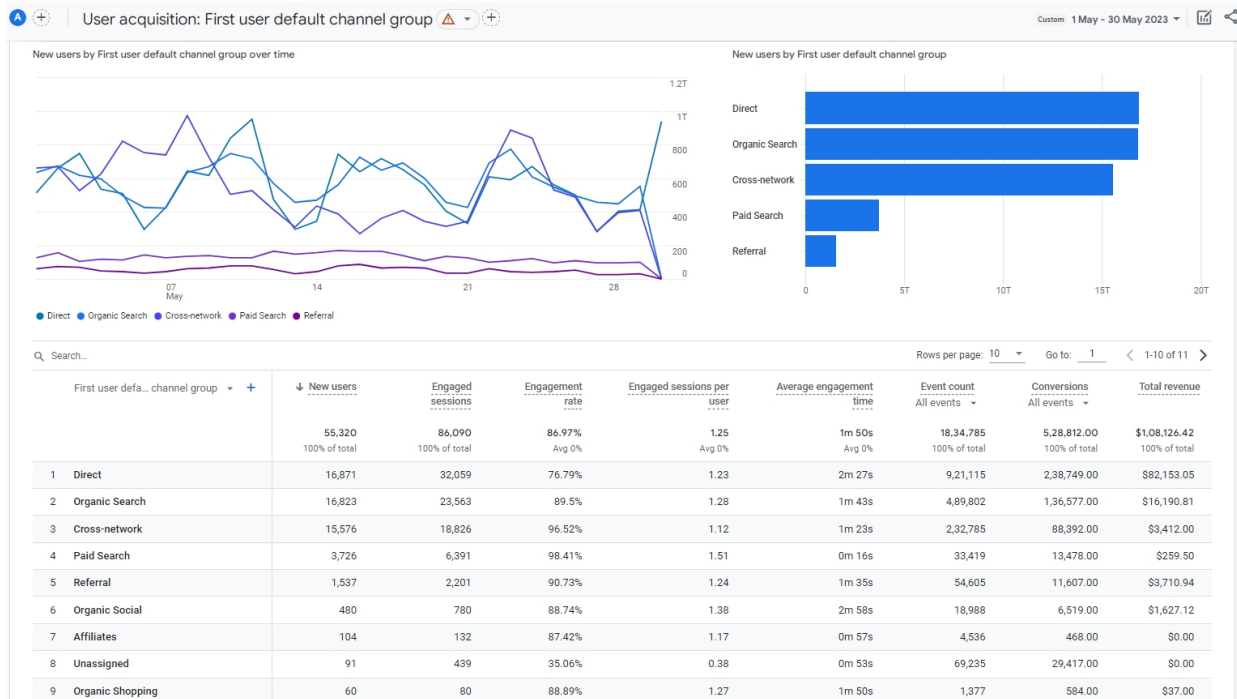 A
User acquisition: First user default channel group
Custom 1 May - 30 May 2023
New users by First user default channel group over time
1.2T
1T
800
600
400
200
0
07
May
14
21
28
Direct Organic Search Cross-network Paid Search Referral
New users by First user default channel group
Direct
Organic Search
Cross-network
Paid Search
Referral
0 5T 10T 15T 20T
Search...
Rows per page: 10 Go to: 1 1-10 of 11
First user defa... channel group + New users Engaged sessions Engagement rate Engaged sessions per user Average engagement time Event count All events Conversions All events Total revenue
55,320 86,090 86.97% 1.25 1m 50s 18,34,785 5,28,812.00 $1,08,126.42
100% of total 100% of total Avg 0% Avg 0% Avg 0% 100% of total 100% of total 100% of total
1 Direct 16,871 32,059 76.79% 1.23 2m 27s 9,21,115 2,38,749.00 $82,153.05
2 Organic Search 16,823 23,563 89.5% 1.28 1m 43s 4,89,802 1,36,577.00 $16,190.81
3 Cross-network 15,576 18,826 96.52% 1.12 1m 23s 2,32,785 88,392.00 $3,412.00
4 Paid Search 3,726 6,391 98.41% 1.51 0m 16s 33,419 13,478.00 $259.50
5 Referral 1,537 2,201 90.73% 1.24 1m 35s 54,605 11,607.00 $3,710.94
6 Organic Social 480 780 88.74% 1.38 2m 58s 18,988 6,519.00 $1,627.12
7 Affiliates 104 132 87.42% 1.17 0m 57s 4,536 468.00 $0.00
8 Unassigned 91 439 35.06% 0.38 0m 53s 69,235 29,417.00 $0.00
9 Organic Shopping 60 80 88.89% 1.27 1m 50s 1,377 584.00 $37.00